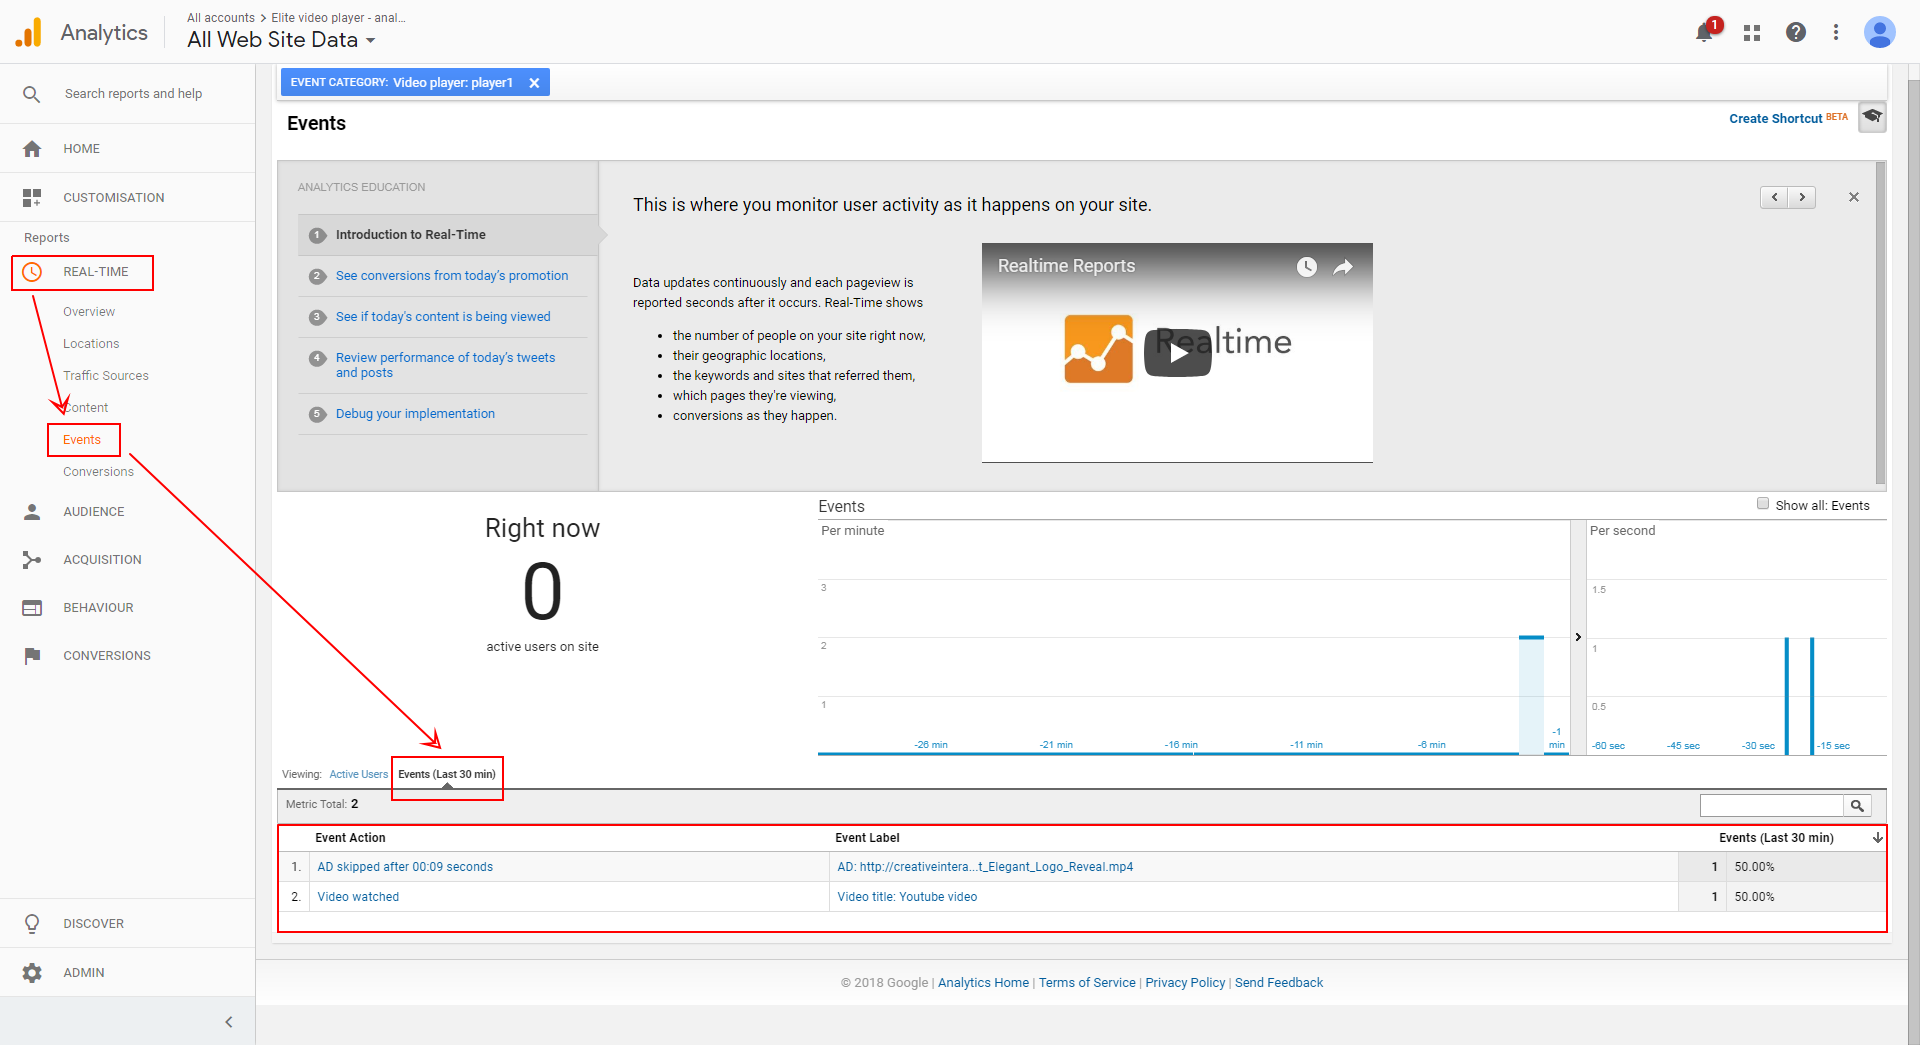 Analytics
All accounts > Elite video player - anal...
All Web Site Data
1
Search reports and help
HOME
CUSTOMISATION
Reports
REAL-TIME
Overview
Locations
Traffic Sources
Content
Events
Conversions
AUDIENCE
ACQUISITION
BEHAVIOUR
CONVERSIONS
DISCOVER
ADMIN
EVENT CATEGORY: Video player: player1
Events
Create Shortcut BETA
ANALYTICS EDUCATION
1 Introduction to Real-Time
2 See conversions from today's promotion
3 See if today's content is being viewed
4 Review performance of today's tweets
and posts
5 Debug your implementation
This is where you monitor user activity as it happens on your site.
Data updates continuously and each pageview is
reported seconds after it occurs. Real-Time shows
• the number of people on your site right now,
• their geographic locations,
• the keywords and sites that referred them,
• which pages they're viewing,
• conversions as they happen.
Realtime Reports
Realtime
Right now
0
active users on site
Events
Show all: Events
Per minute
3
2
1
-26 min -21 min -16 min -11 min -6 min -1 min
Per second
1.5
1
0.5
-60 sec -45 sec -30 sec -15 sec
Viewing: Active Users Events (Last 30 min)
Metric Total: 2
Event Action Event Label Events (Last 30 min)
1. AD skipped after 00:09 seconds AD: http://creativeintera...t_Elegant_Logo_Reveal.mp4 1 50.00%
2. Video watched Video title: Youtube video 1 50.00%
© 2018 Google | Analytics Home | Terms of Service | Privacy Policy | Send Feedback